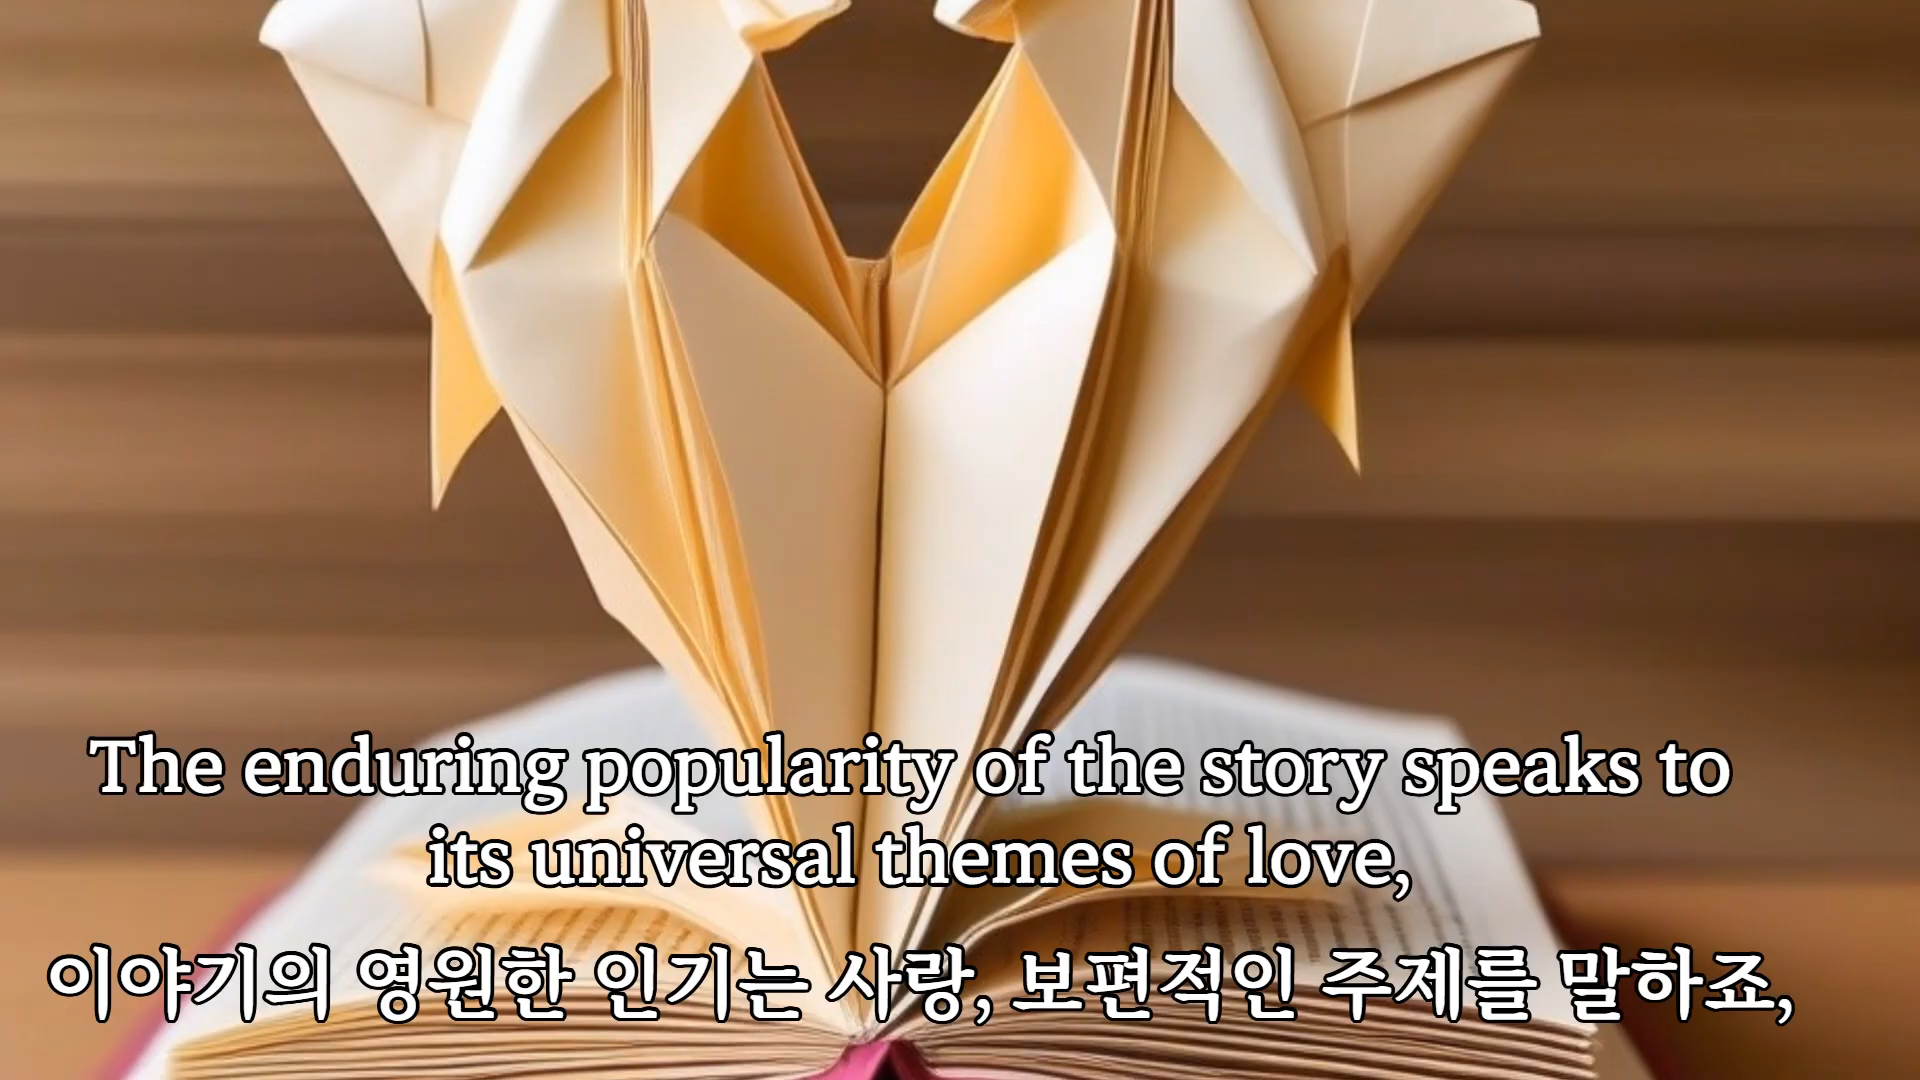 The enduring popularity of the story speaks to
its universal themes of love,
이야기의 영원한 인기는 사랑, 보편적인 주제를 말하죠,